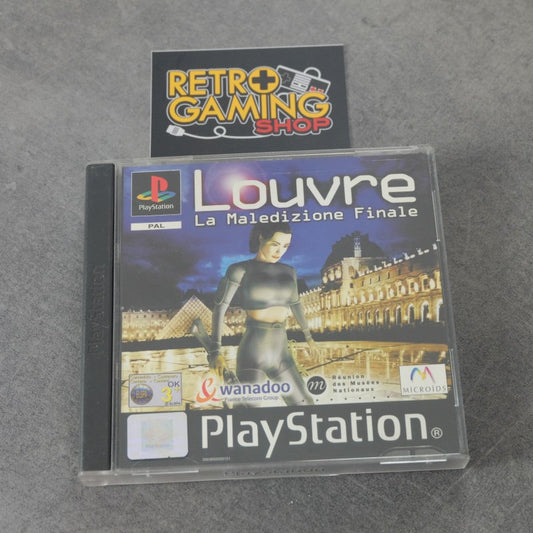 RETRO
GAMING
SHOP
PlayStation
PAL
Louvre
La Maledizione Finale
PlayStation
OK
3+
& wanadoo
France Telecom Group
m
Réunion
des Musées
Nationaux
MICROÏDS
PlayStation®